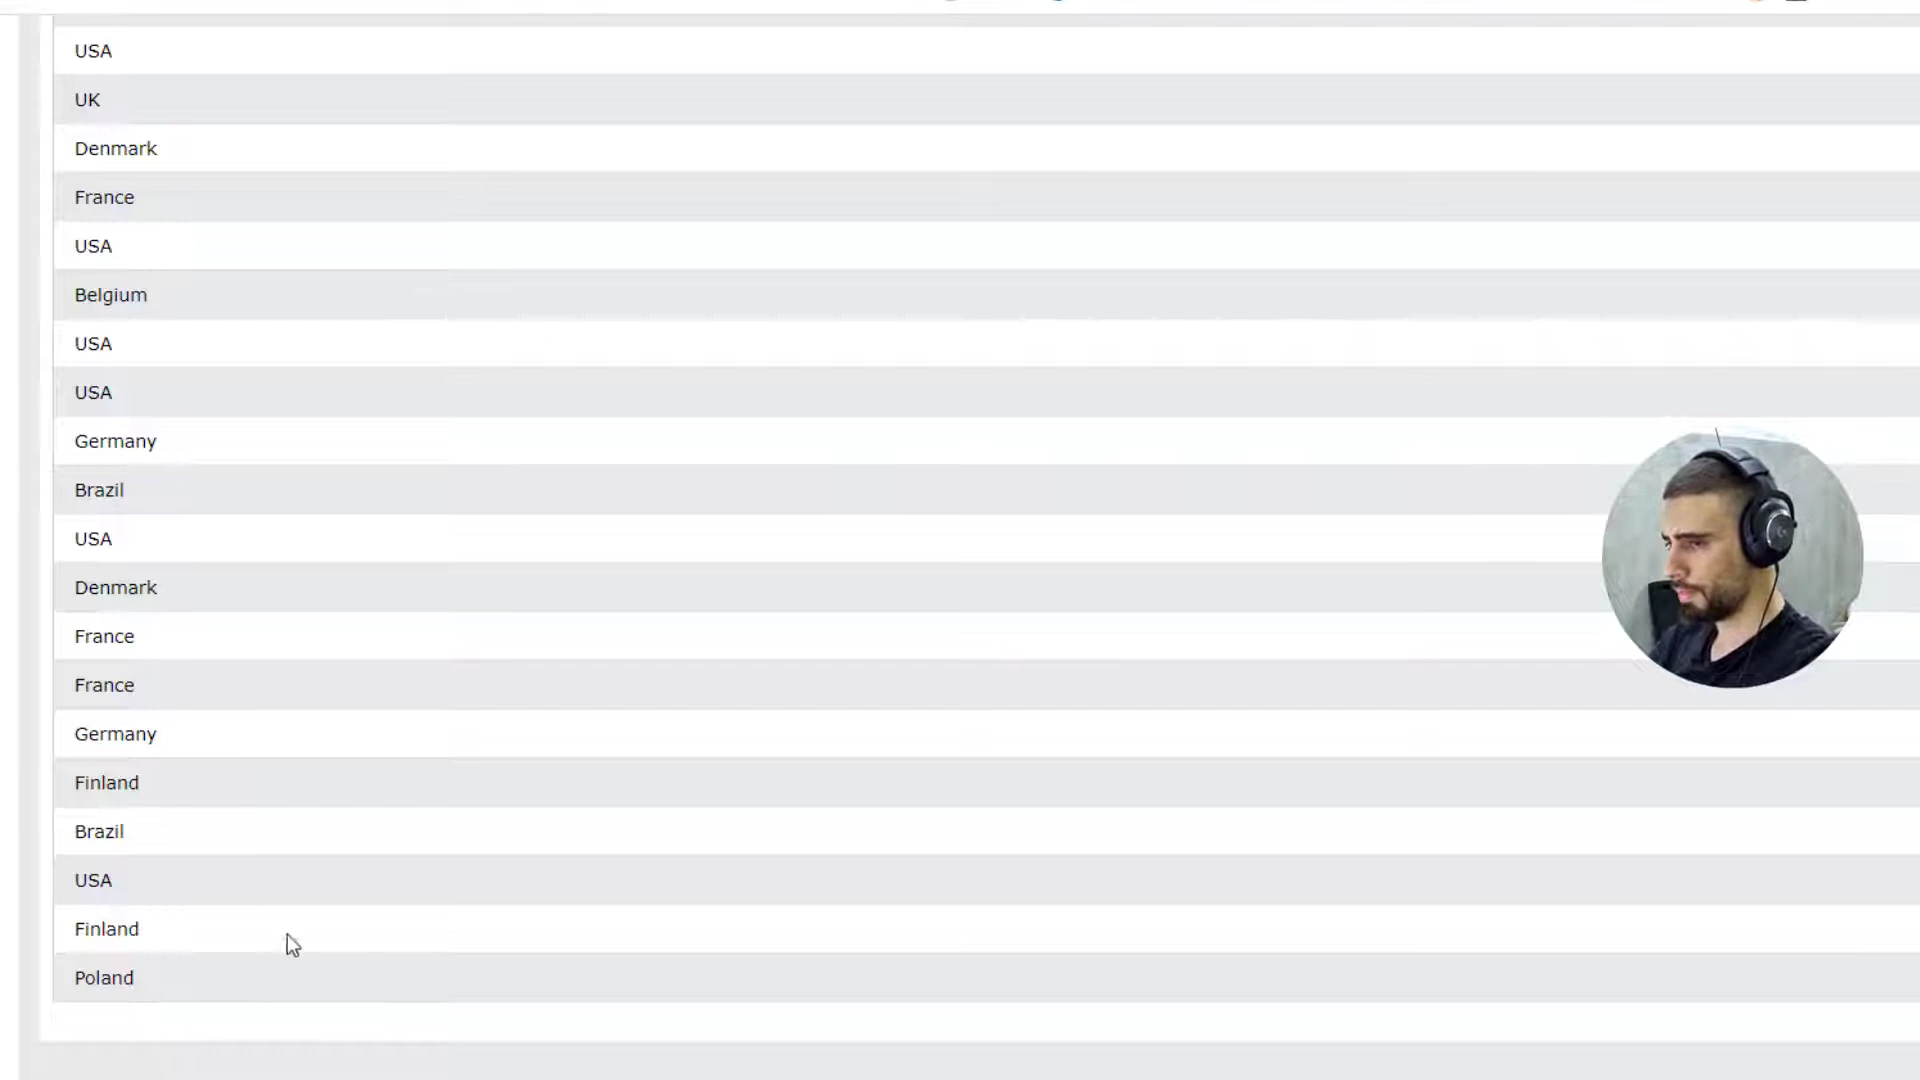 USA
UK
Denmark
France
USA
Belgium
USA
USA
Germany
Brazil
USA
Denmark
France
France
Germany
Finland
Brazil
USA
Finland
Poland